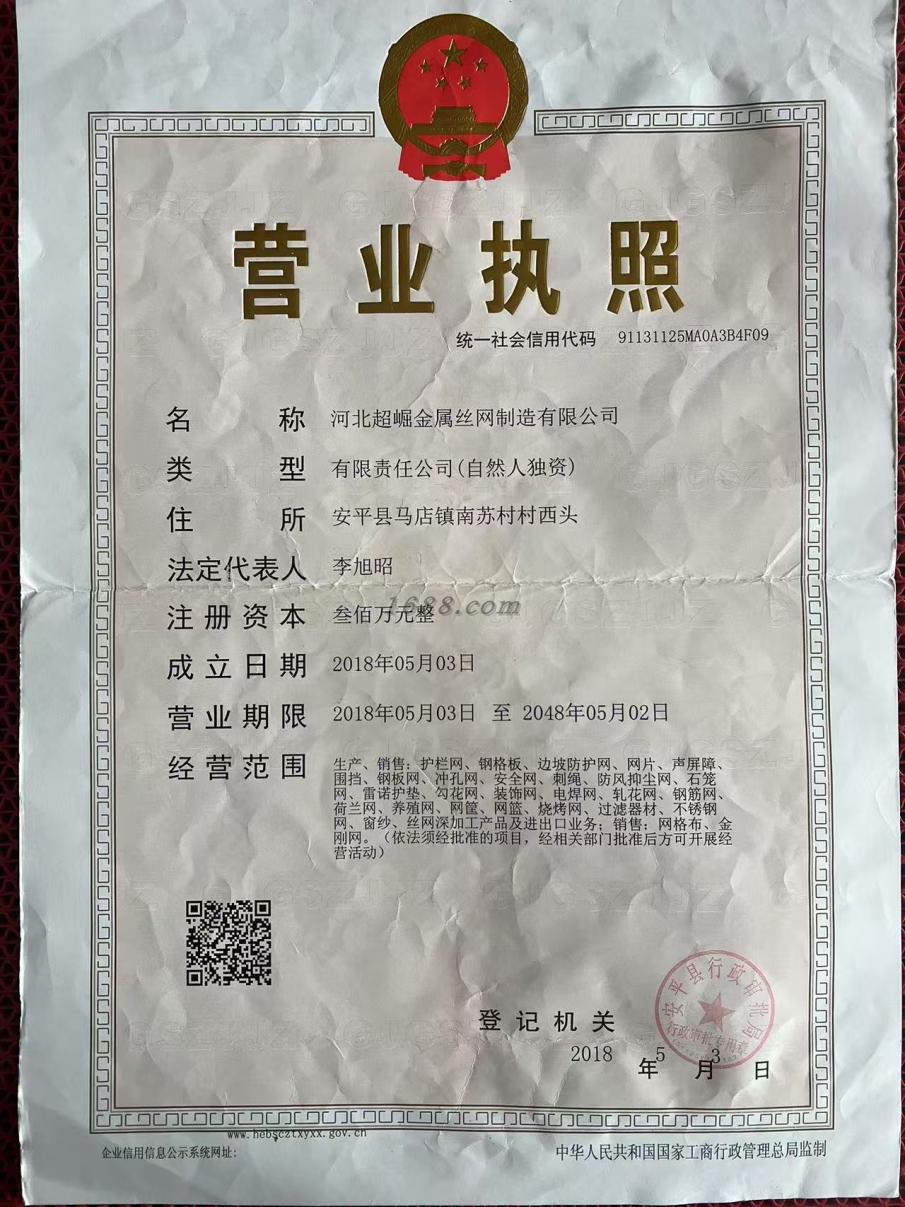 营业执照
统一社会信用代码 91131125MA0A3B4F09
名称 河北超崛金属丝网制造有限公司
类型 有限责任公司(自然人独资)
住所 安平县马店镇南苏村村西头
法定代表人 李旭昭
注册资本 叁佰万元整
1688.com
成立日期 2018年05月03日
营业期限 2018年05月03日 至 2048年05月02日
经营范围 生产、销售:护栏网、钢格板、边坡防护网、网片、声屏障、
围挡、钢板网、冲孔网、安全网、刺绳、防风抑尘网、石笼
网、雷诺护垫、勾花网、装饰网、电焊网、轧花网、钢筋网、
荷兰网、养殖网、网筐、网篮、烧烤网、过滤器材、不锈钢
网、窗纱、丝网深加工产品及进出口业务;销售:网格布、金
刚网。(依法须经批准的项目,经相关部门批准后方可开展经
营活动)
安平县行政审批局
行政审批专用章
登记机关
2018年5月3日
www.hebscztxyxx.gov.cn
企业信用信息公示系统网址:
中华人民共和国国家工商行政管理总局监制